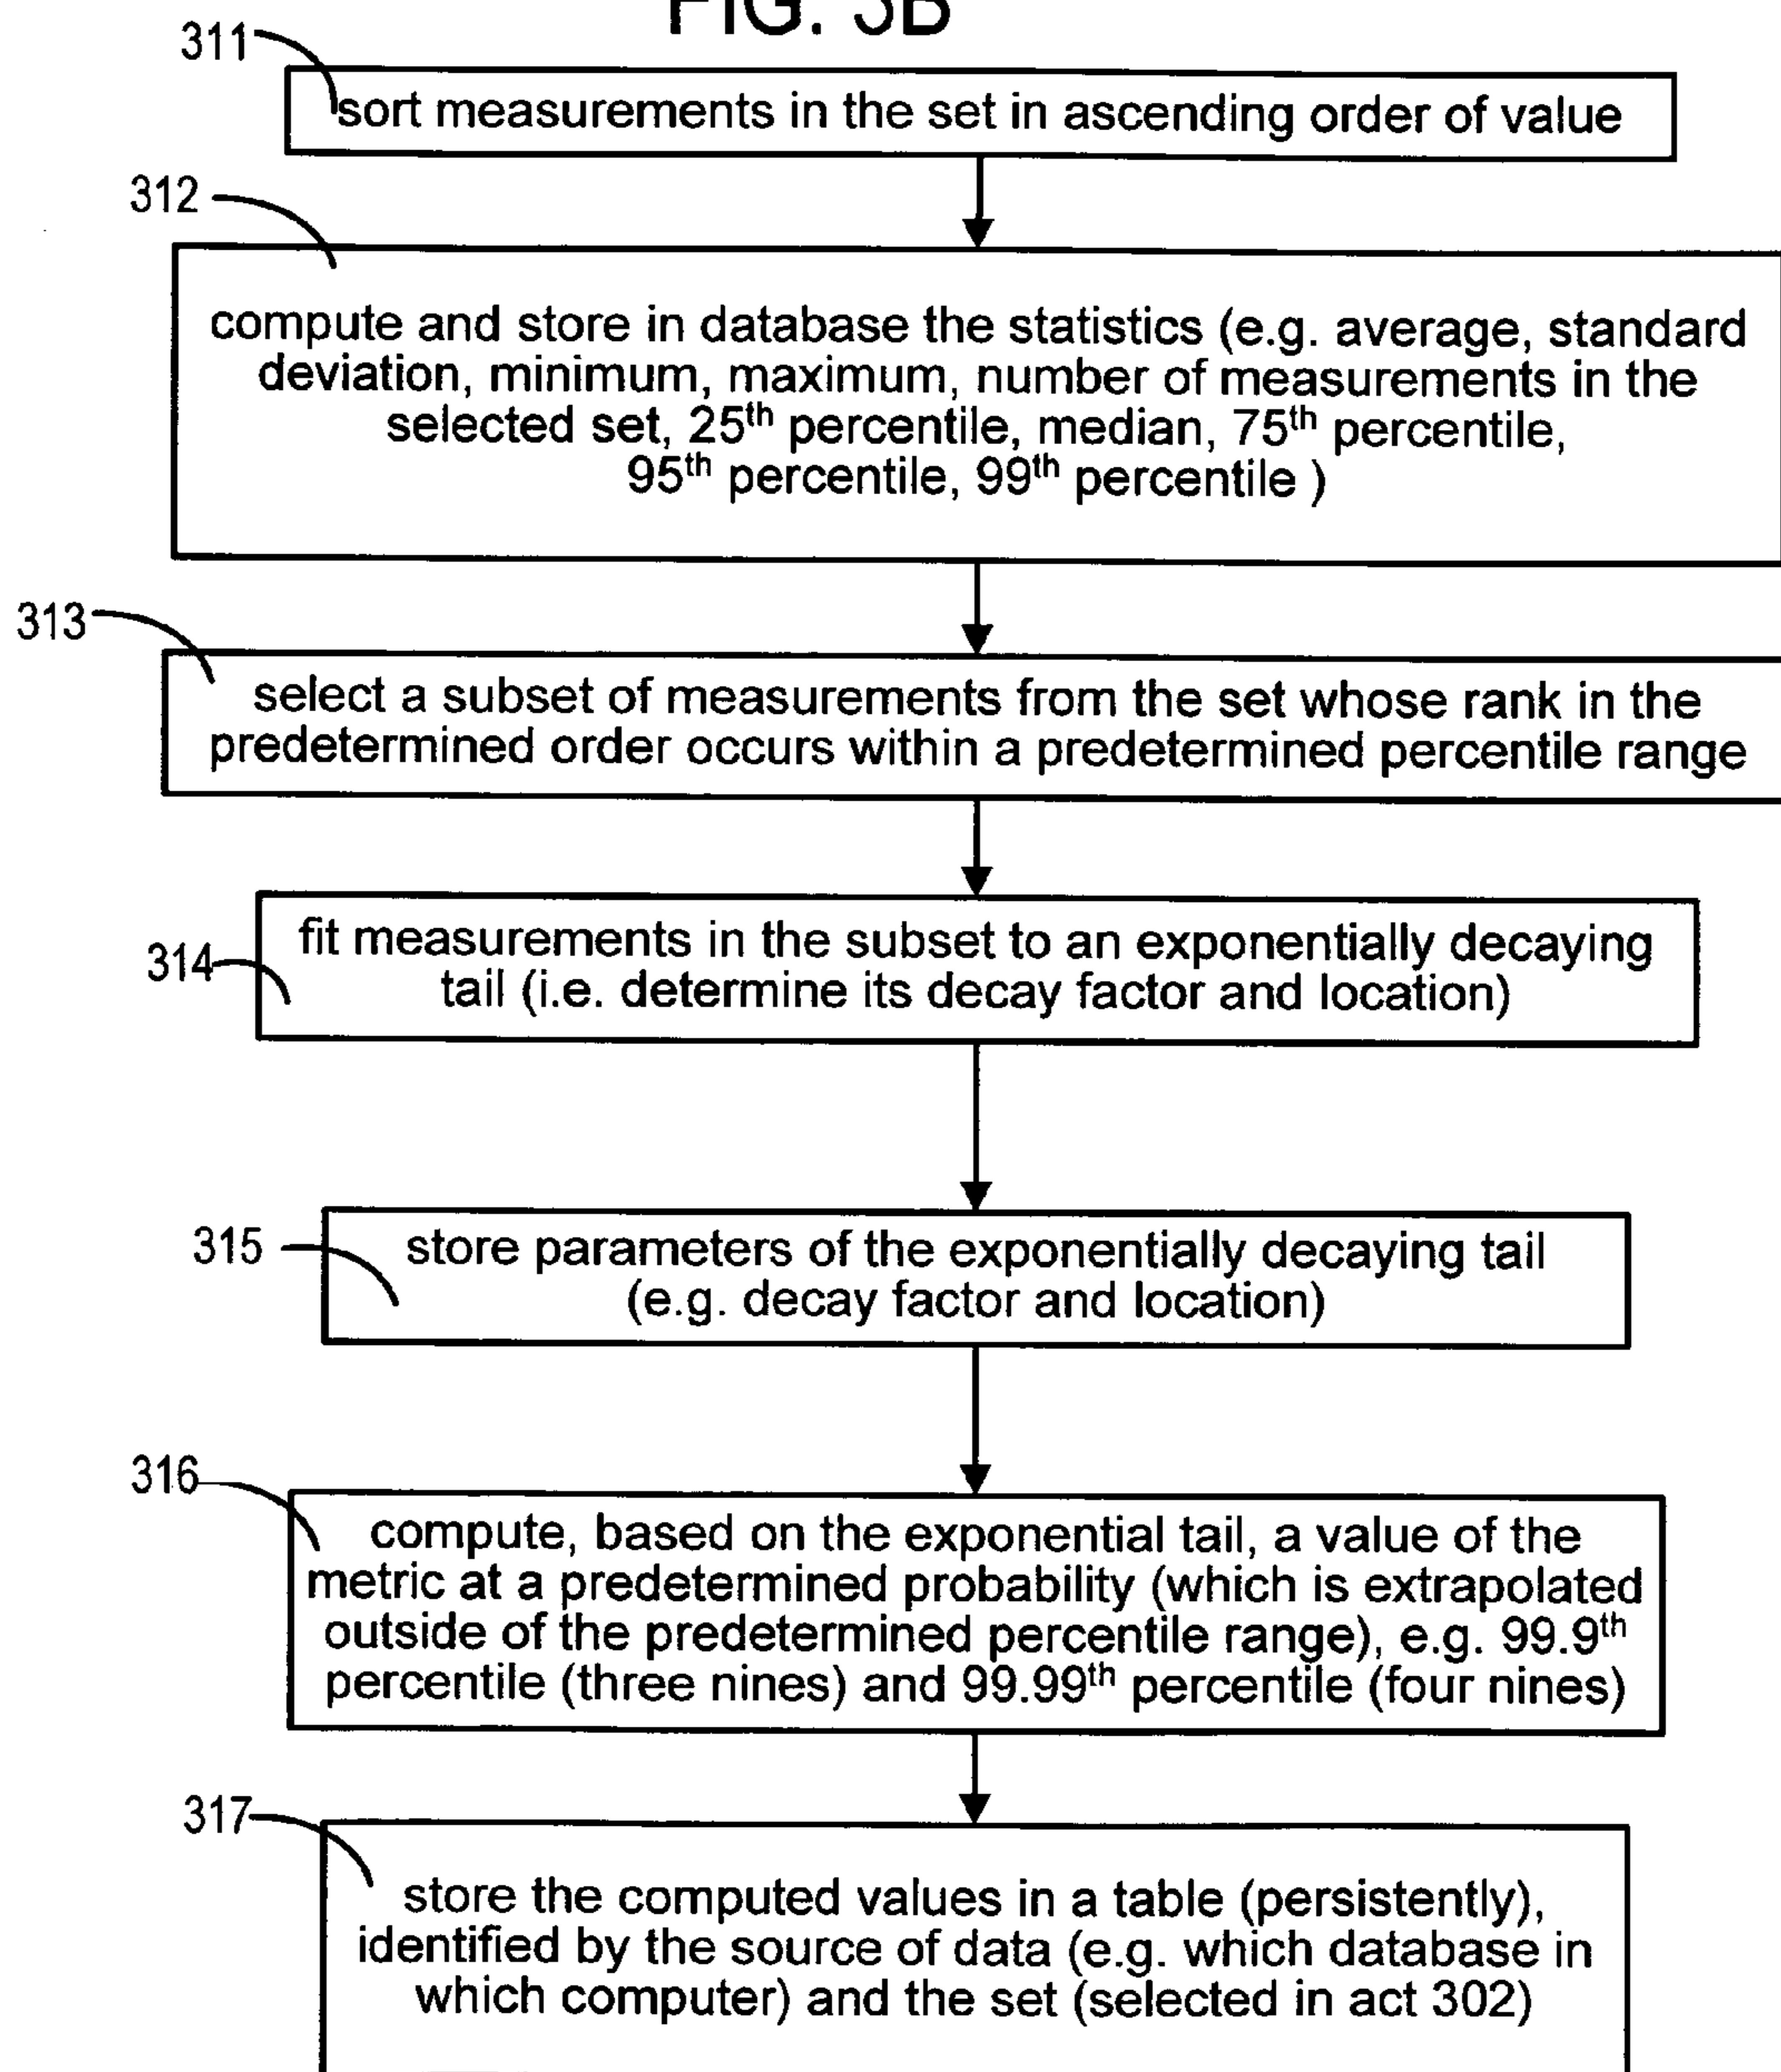 FIG. 3B
311
sort measurements in the set in ascending order of value
312
compute and store in database the statistics (e.g. average, standard
deviation, minimum, maximum, number of measurements in the
selected set, 25th percentile, median, 75th percentile,
95th percentile, 99th percentile )
313
select a subset of measurements from the set whose rank in the
predetermined order occurs within a predetermined percentile range
314
fit measurements in the subset to an exponentially decaying
tail (i.e. determine its decay factor and location)
315
store parameters of the exponentially decaying tail
(e.g. decay factor and location)
316
compute, based on the exponential tail, a value of the
metric at a predetermined probability (which is extrapolated
outside of the predetermined percentile range), e.g. 99.9th
percentile (three nines) and 99.99th percentile (four nines)
317
store the computed values in a table (persistently),
identified by the source of data (e.g. which database in
which computer) and the set (selected in act 302)